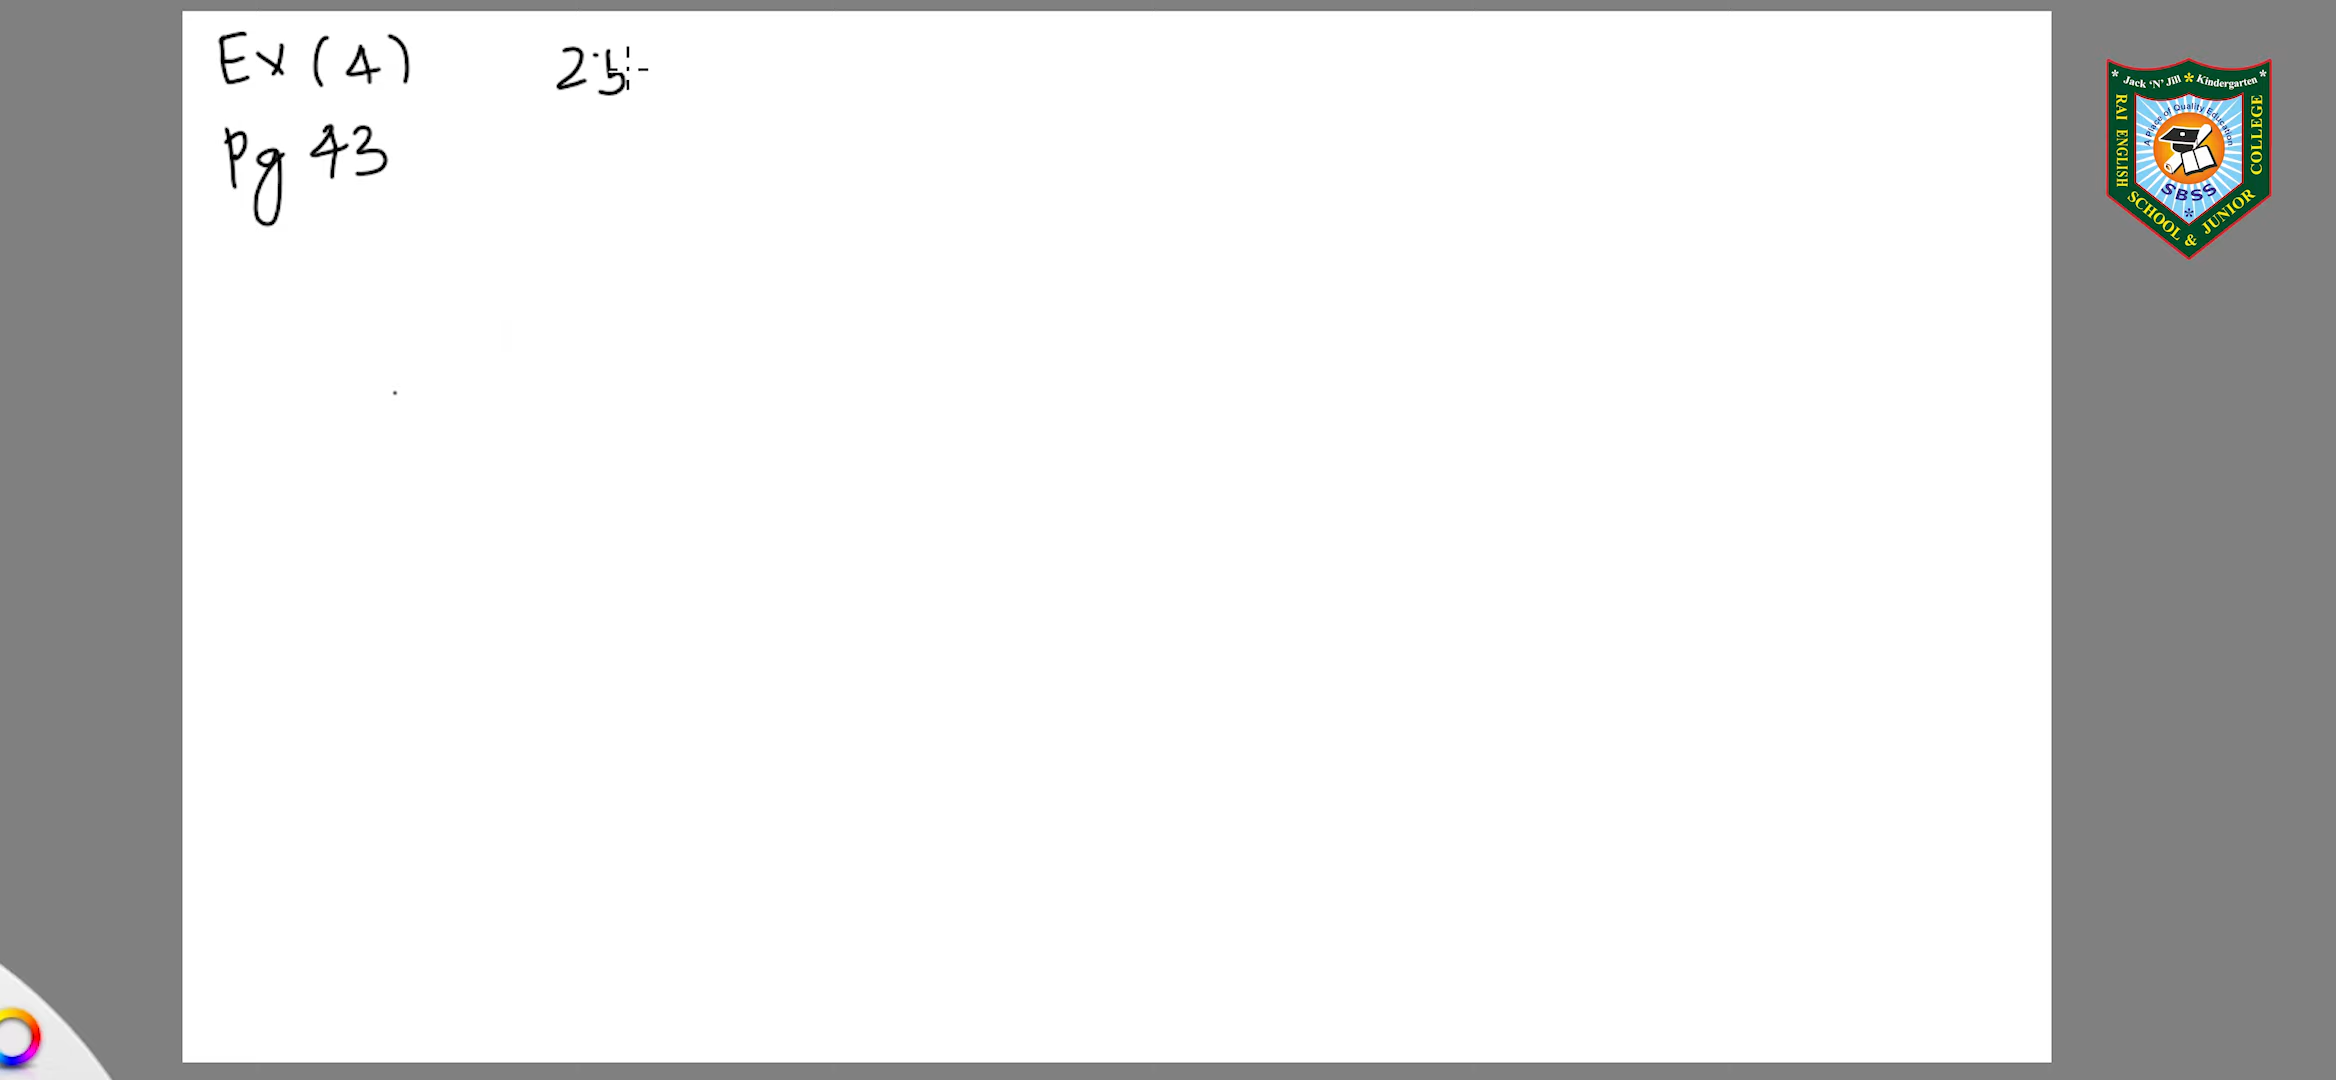 Ex (4) 2·5
Pg 43
* Jack 'N' Jill * Kindergarten *
A Place of Quality Education
SBSS
RAI ENGLISH SCHOOL & JUNIOR COLLEGE